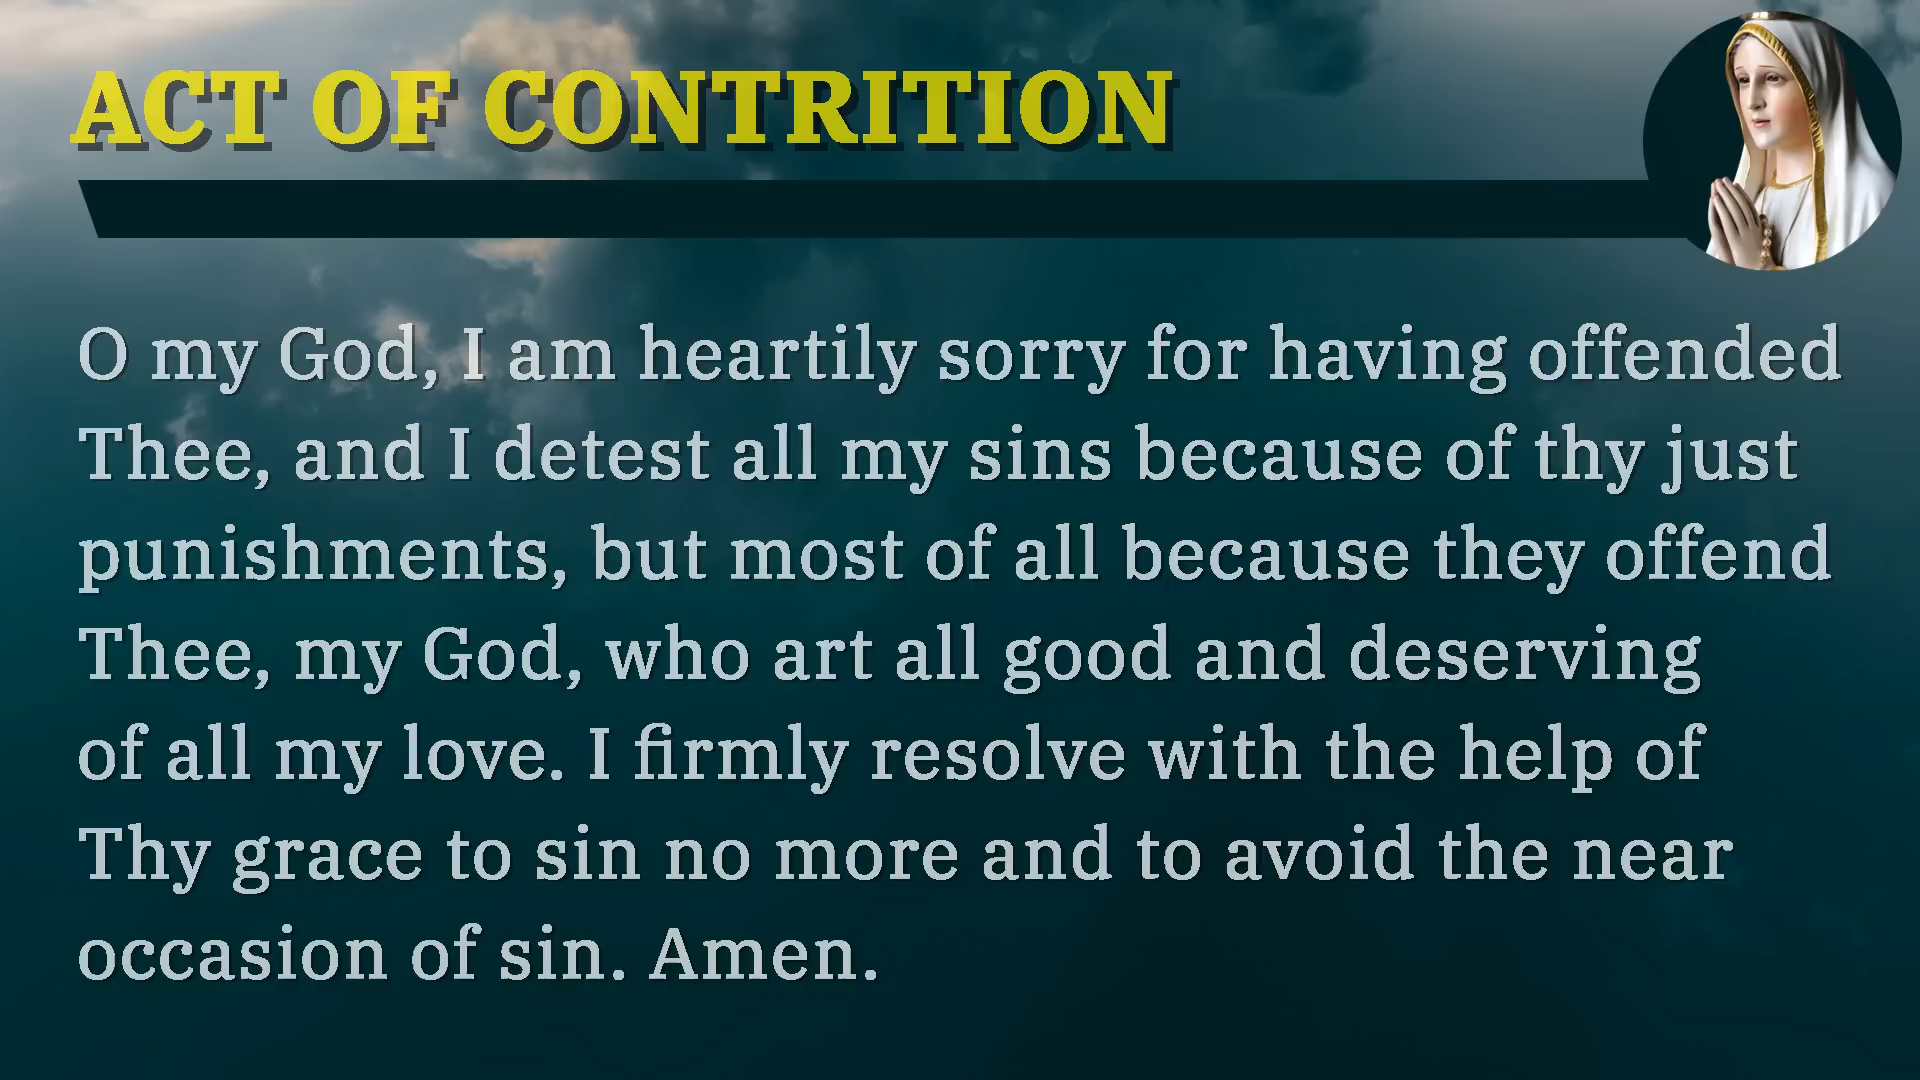 ACT OF CONTRITION
O my God, I am heartily sorry for having offended
Thee, and I detest all my sins because of thy just
punishments, but most of all because they offend
Thee, my God, who art all good and deserving
of all my love. I firmly resolve with the help of
Thy grace to sin no more and to avoid the near
occasion of sin. Amen.